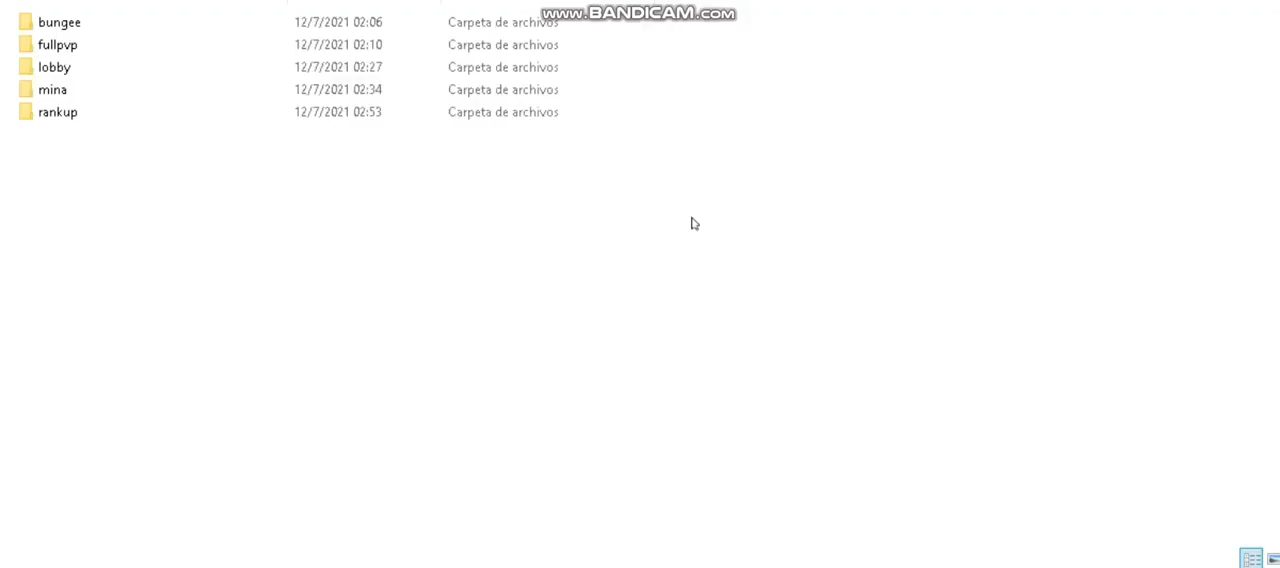 www.BANDICAM.com
bungee 12/7/2021 02:06 Carpeta de archivos
fullpvp 12/7/2021 02:10 Carpeta de archivos
lobby 12/7/2021 02:27 Carpeta de archivos
mina 12/7/2021 02:34 Carpeta de archivos
rankup 12/7/2021 02:53 Carpeta de archivos